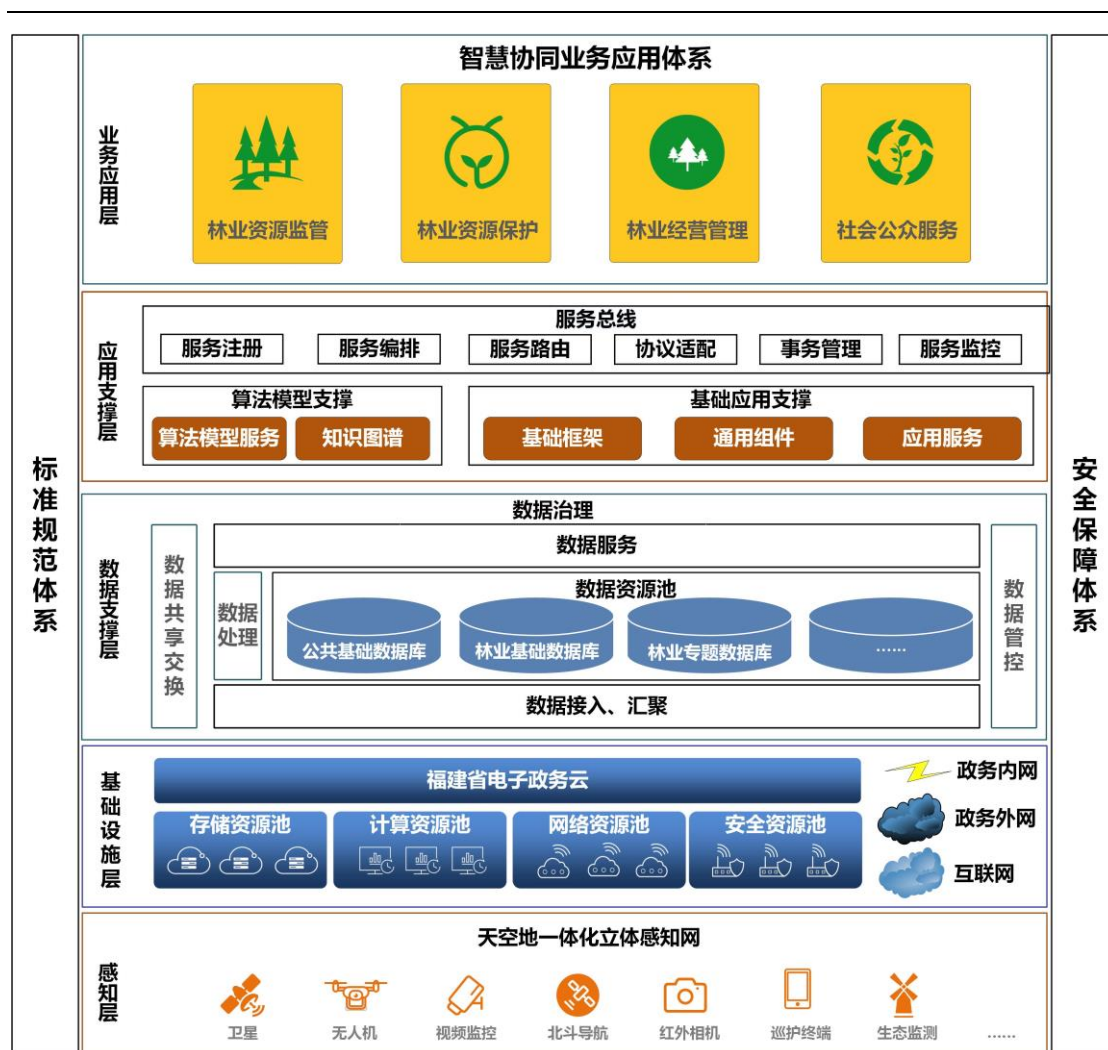 标准规范体系
安全保障体系
业务应用层
智慧协同业务应用体系
林业资源监管
林业资源保护
林业经营管理
社会公众服务
应用支撑层
服务总线
服务注册
服务编排
服务路由
协议适配
事务管理
服务监控
算法模型支撑
算法模型服务
知识图谱
基础应用支撑
基础框架
通用组件
应用服务
数据支撑层
数据治理
数据共享交换
数据服务
数据
处理
数据资源池
公共基础数据库
林业基础数据库
林业专题数据库
……
数据管控
数据接入、汇聚
基础设施层
福建省电子政务云
存储资源池
计算资源池
网络资源池
安全资源池
政务内网
政务外网
互联网
感知层
天空地一体化立体感知网
卫星
无人机
视频监控
北斗导航
红外相机
巡护终端
生态监测
……